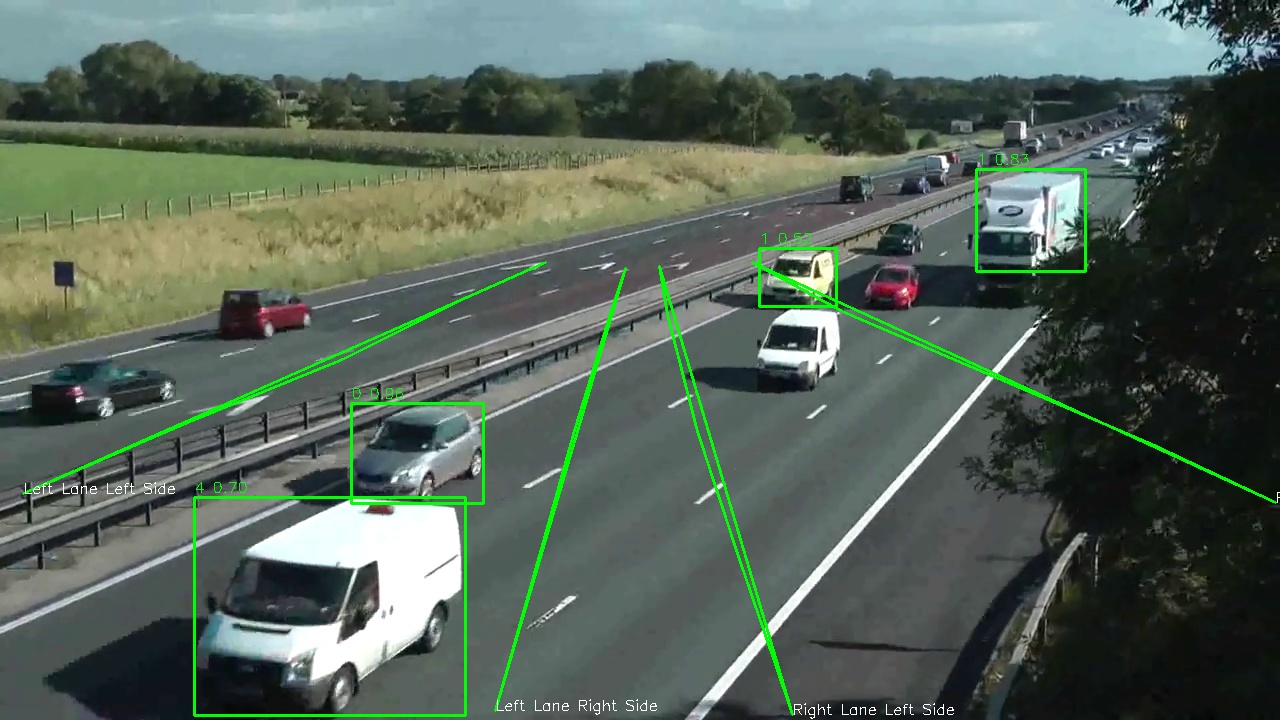 1 0.83
1 0.57
0 0.86
Left Lane Left Side
4 0.70
Left Lane Right Side
Right Lane Left Side